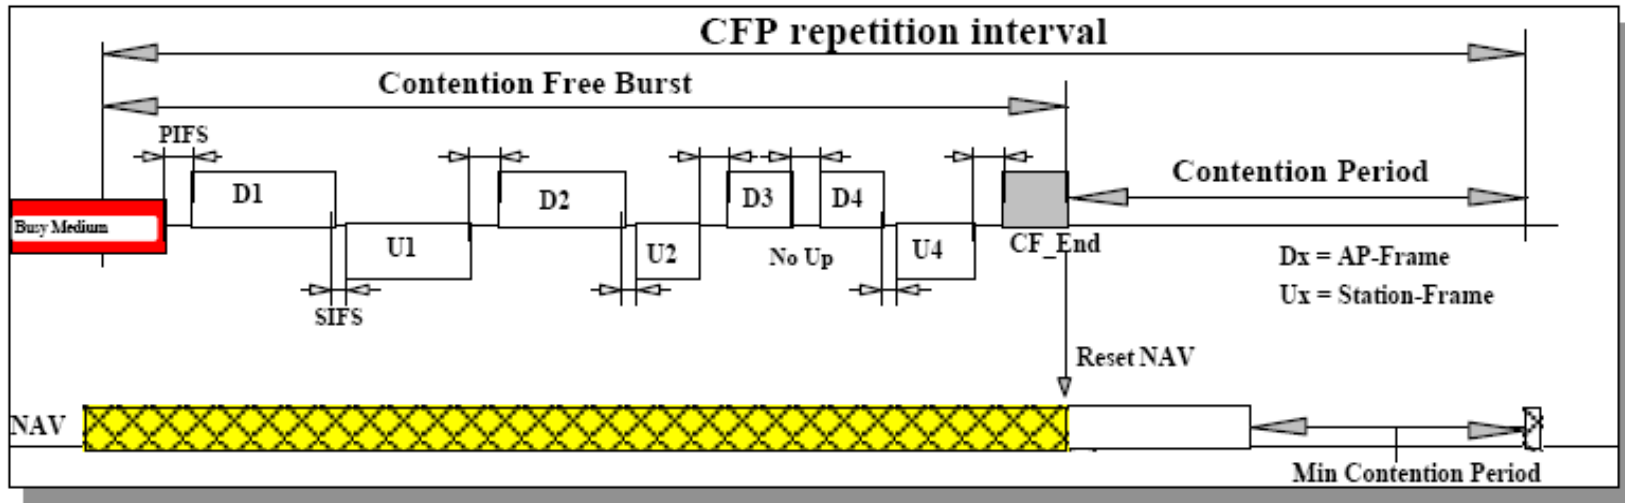 CFP repetition interval
Contention Free Burst
PIFS
Contention Period
D1
D2
D3
D4
Busy Medium
U1
U2
No Up
U4
CF_End
Dx = AP-Frame
Ux = Station-Frame
SIFS
Reset NAV
NAV
Min Contention Period